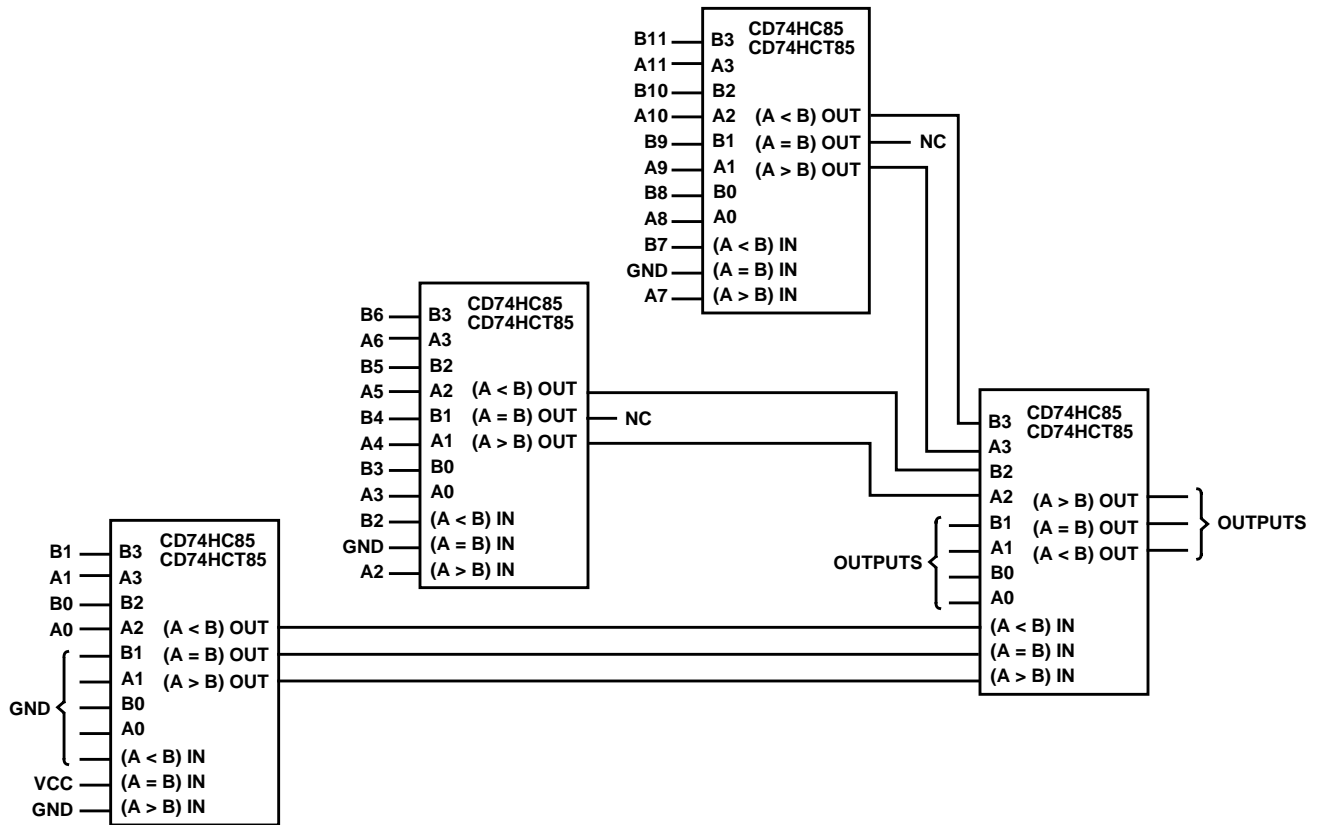 CD74HC85
CD74HCT85
B11 B3
A11 A3
B10 B2
A10 A2 (A < B) OUT
B9 B1 (A = B) OUT NC
A9 A1 (A > B) OUT
B8 B0
A8 A0
B7 (A < B) IN
GND (A = B) IN
A7 (A > B) IN
CD74HC85
CD74HCT85
B6 B3
A6 A3
B5 B2
A5 A2 (A < B) OUT
B4 B1 (A = B) OUT NC
A4 A1 (A > B) OUT
B3 B0
A3 A0
B2 (A < B) IN
GND (A = B) IN
A2 (A > B) IN
CD74HC85
CD74HCT85
B1 B3
A1 A3
B0 B2
A0 A2 (A < B) OUT
B1 (A = B) OUT
A1 (A > B) OUT
GND B0
A0
(A < B) IN
VCC (A = B) IN
GND (A > B) IN
CD74HC85
CD74HCT85
B3
A3
B2
A2 (A > B) OUT
B1 (A = B) OUT OUTPUTS
A1 (A < B) OUT
OUTPUTS
B0
A0
(A < B) IN
(A = B) IN
(A > B) IN